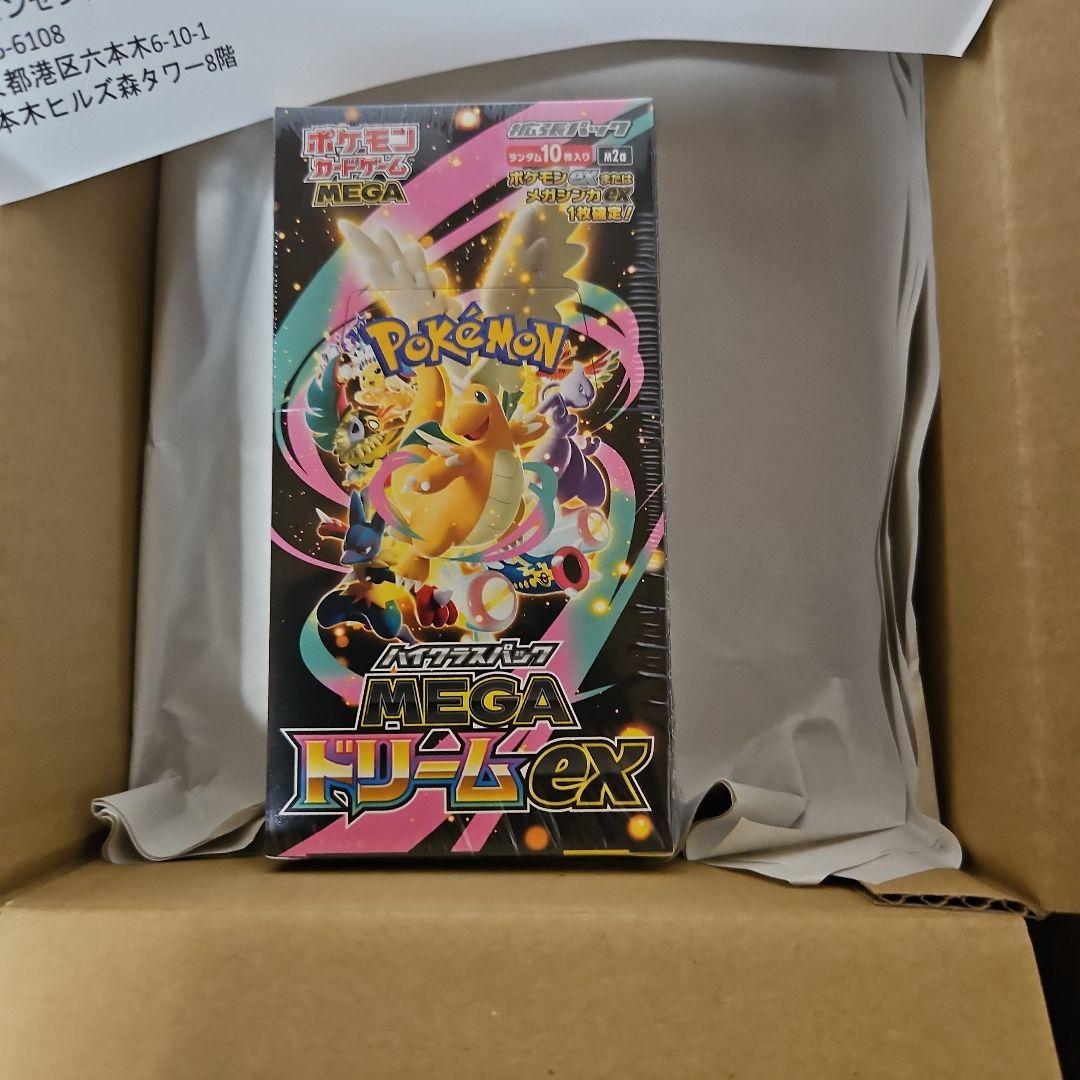 6-6108
都港区六本木6-10-1
本木ヒルズ森タワー8階
ポケモン
カードゲーム
MEGA
拡張パック
ランダム10枚入り M2a
ポケモンexまたは
メガシンカex
1枚確定!
POKéMON
ハイクラスパック
MEGA
ドリームex